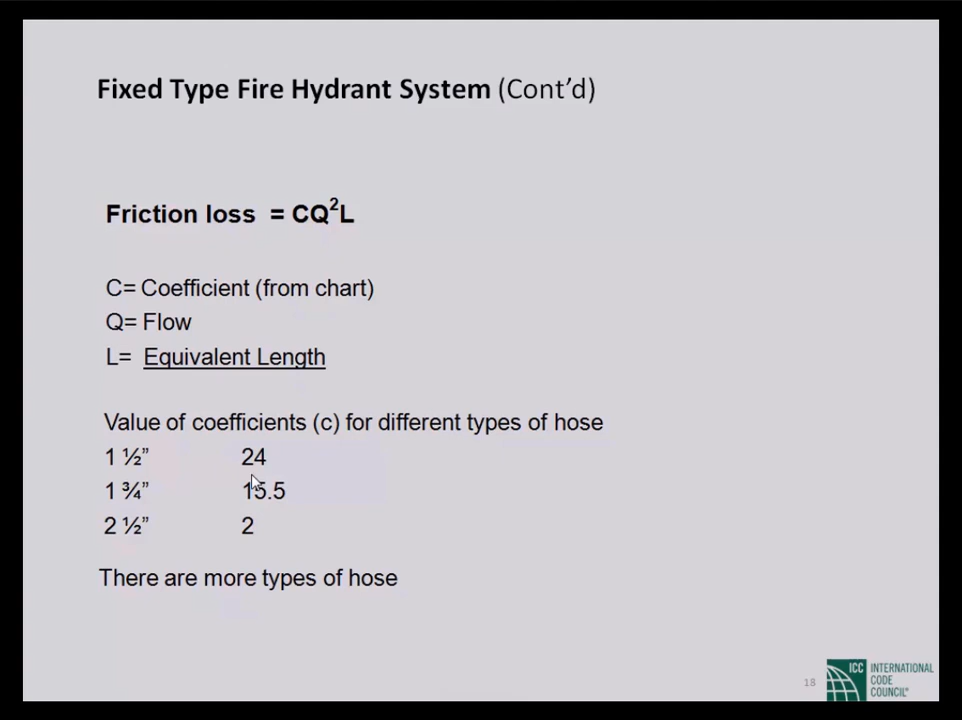 Fixed Type Fire Hydrant System (Cont’d)
Friction loss = CQ²L
C= Coefficient (from chart)
Q= Flow
L= Equivalent Length
Value of coefficients (c) for different types of hose
1 ½” 24
1 ¾” 15.5
2 ½” 2
There are more types of hose
18
ICC INTERNATIONAL
CODE
COUNCIL®